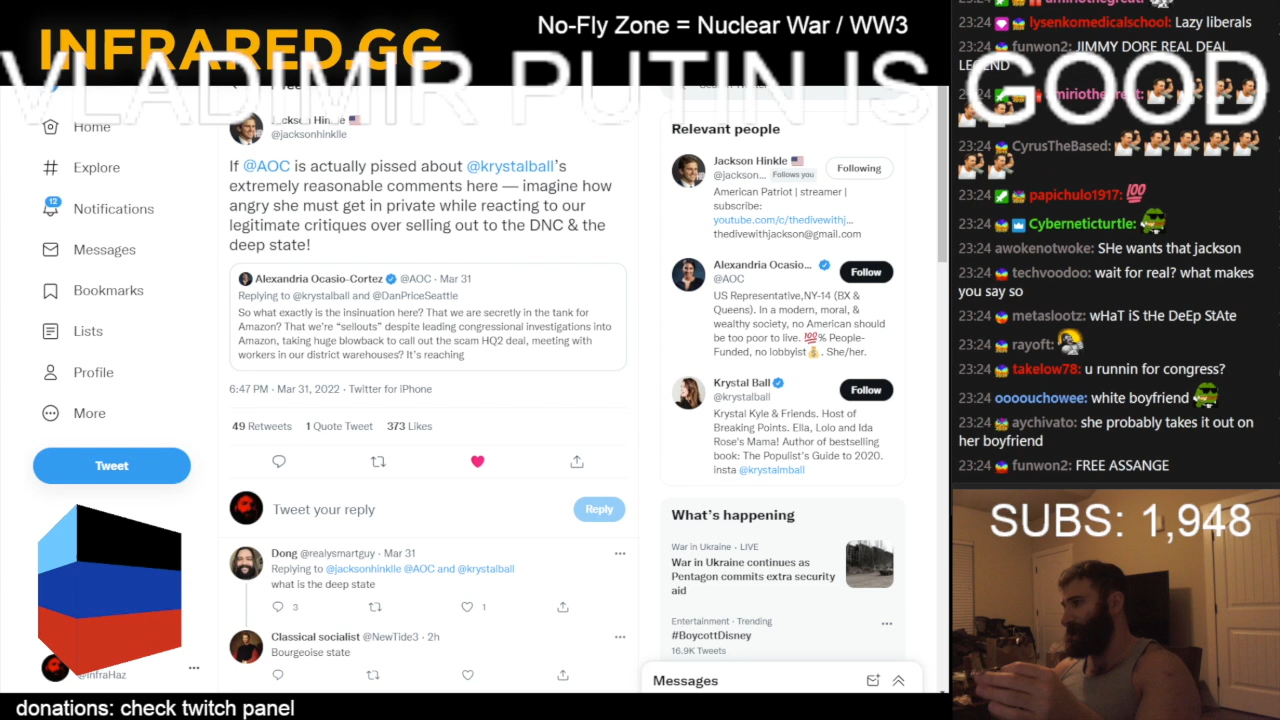 INFRARED.GG
No-Fly Zone = Nuclear War / WW3
VLADIMIR PUTIN IS GOOD
Home
Explore
12
Notifications
Messages
Bookmarks
Lists
Profile
More
Tweet
@InfraHaz
Jackson Hinkle
@jacksonhinklle
If @AOC is actually pissed about @krystalball's
extremely reasonable comments here — imagine how
angry she must get in private while reacting to our
legitimate critiques over selling out to the DNC & the
deep state!
Alexandria Ocasio-Cortez @AOC · Mar 31
Replying to @krystalball and @DanPriceSeattle
So what exactly is the insinuation here? That we are secretly in the tank for
Amazon? That we're “sellouts” despite leading congressional investigations into
Amazon, taking huge blowback to call out the scam HQ2 deal, meeting with
workers in our district warehouses? It's reaching
6:47 PM · Mar 31, 2022 · Twitter for iPhone
49 Retweets 1 Quote Tweet 373 Likes
Tweet your reply
Reply
Dong @realysmartguy · Mar 31
Replying to @jacksonhinklle @AOC and @krystalball
what is the deep state
3 1
Classical socialist @NewTide3 · 2h
Bourgeoise state
Relevant people
Jackson Hinkle
@jackson... Follows you
Following
American Patriot | streamer |
subscribe:
youtube.com/c/thedivewithj...
thedivewithjackson@gmail.com
Alexandria Ocasio...
@AOC
Follow
US Representative,NY-14 (BX &
Queens). In a modern, moral, &
wealthy society, no American should
be too poor to live. 💯% People-
Funded, no lobbyist💰. She/her.
Krystal Ball
@krystalball
Follow
Krystal Kyle & Friends. Host of
Breaking Points. Ella, Lolo and Ida
Rose's Mama! Author of bestselling
book: The Populist's Guide to 2020.
insta @krystalmball
What's happening
War in Ukraine · LIVE
War in Ukraine continues as
Pentagon commits extra security
aid
Entertainment · Trending
#BoycottDisney
16.9K Tweets
Messages
23:24 lysenkomedicalschool: Lazy liberals
23:24 funwon2: JIMMY DORE REAL DEAL
LEGEND
23:24 amiriothegreat:
23:24 CyrusTheBased:
23:24 papichulo1917: 💯
23:24 Cyberneticturtle:
23:24 awokenotwoke: SHe wants that jackson
23:24 techvoodoo: wait for real? what makes
you say so
23:24 metaslootz: wHaT iS tHe DeEp StAte
23:24 rayoft:
23:24 takelow78: u runnin for congress?
23:24 oooouchowee: white boyfriend
23:24 aychivato: she probably takes it out on
her boyfriend
23:24 funwon2: FREE ASSANGE
SUBS: 1,948
donations: check twitch panel